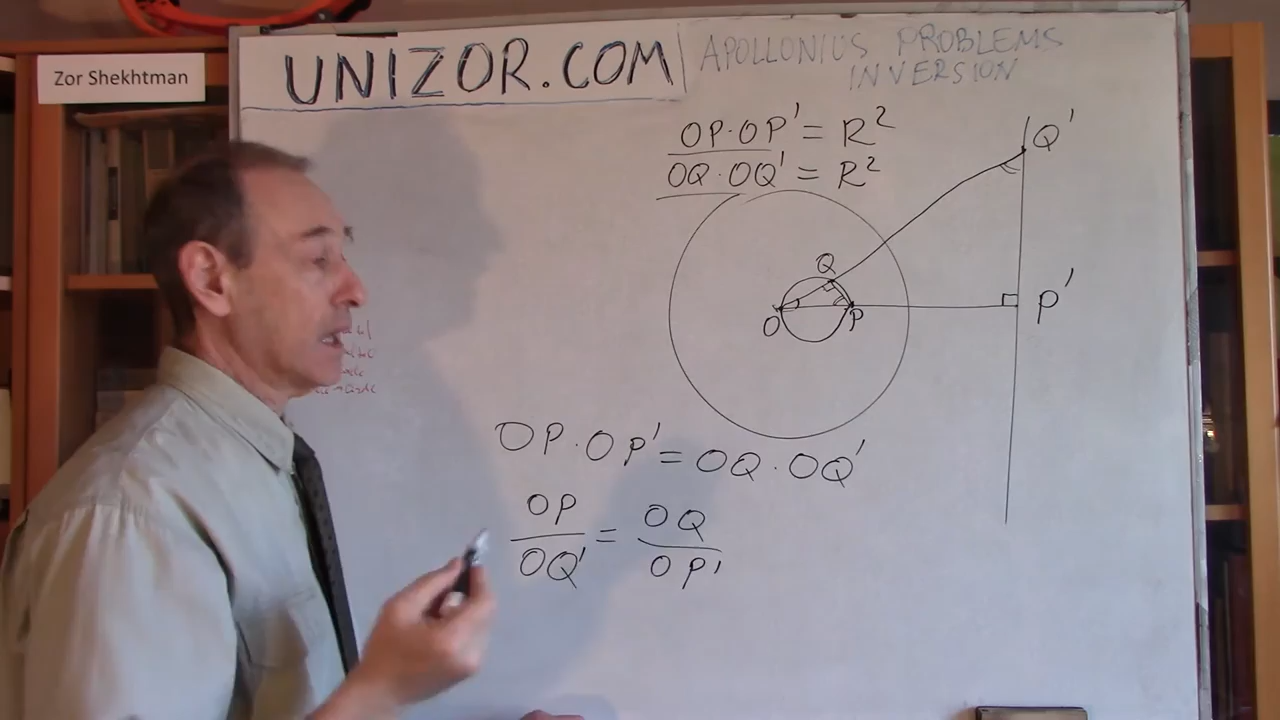 Zor Shekhtman
UNIZOR.COM
APOLLONIUS PROBLEMS
INVERSION
OP·OP' = R²
OQ·OQ' = R²
Q'
Q
O
P
P'
OP·OP' = OQ·OQ'
OP/OQ' = OQ/OP'